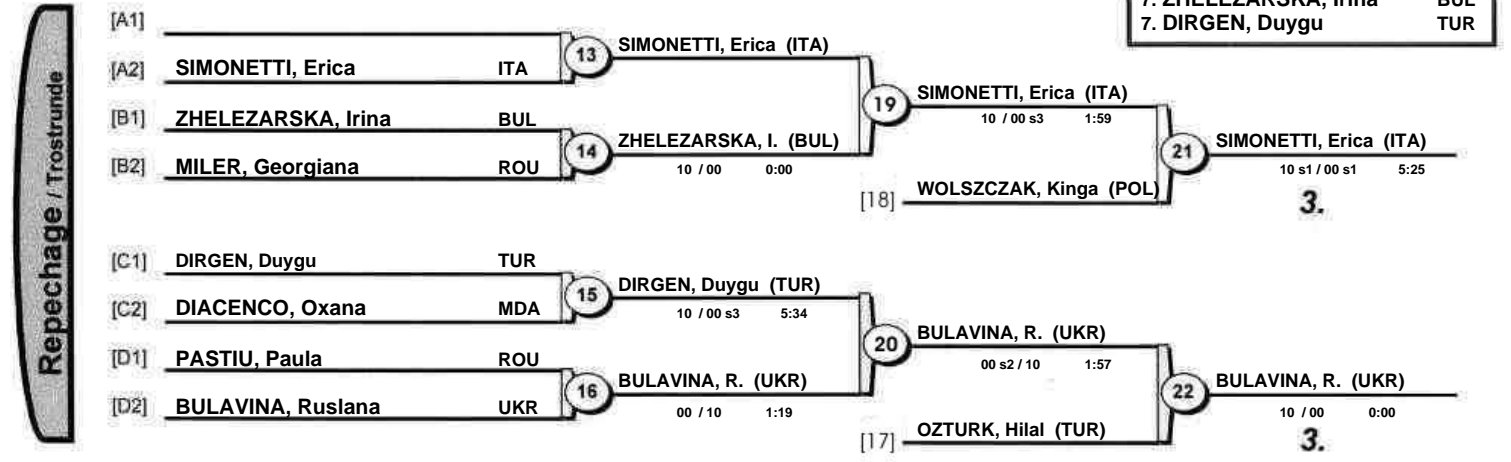 7. ZHELEZARSKA, Irina BUL
7. DIRGEN, Duygu TUR
Repechage / Trostrunde
[A1]
[A2] SIMONETTI, Erica ITA
13
SIMONETTI, Erica (ITA)
[B1] ZHELEZARSKA, Irina BUL
[B2] MILER, Georgiana ROU
14
ZHELEZARSKA, I. (BUL)
10 / 00 0:00
19
SIMONETTI, Erica (ITA)
10 / 00 s3 1:59
[18] WOLSZCZAK, Kinga (POL)
21
SIMONETTI, Erica (ITA)
10 s1 / 00 s1 5:25
3.
[C1] DIRGEN, Duygu TUR
[C2] DIACENCO, Oxana MDA
15
DIRGEN, Duygu (TUR)
10 / 00 s3 5:34
[D1] PASTIU, Paula ROU
[D2] BULAVINA, Ruslana UKR
16
BULAVINA, R. (UKR)
00 / 10 1:19
20
BULAVINA, R. (UKR)
00 s2 / 10 1:57
[17] OZTURK, Hilal (TUR)
22
BULAVINA, R. (UKR)
10 / 00 0:00
3.